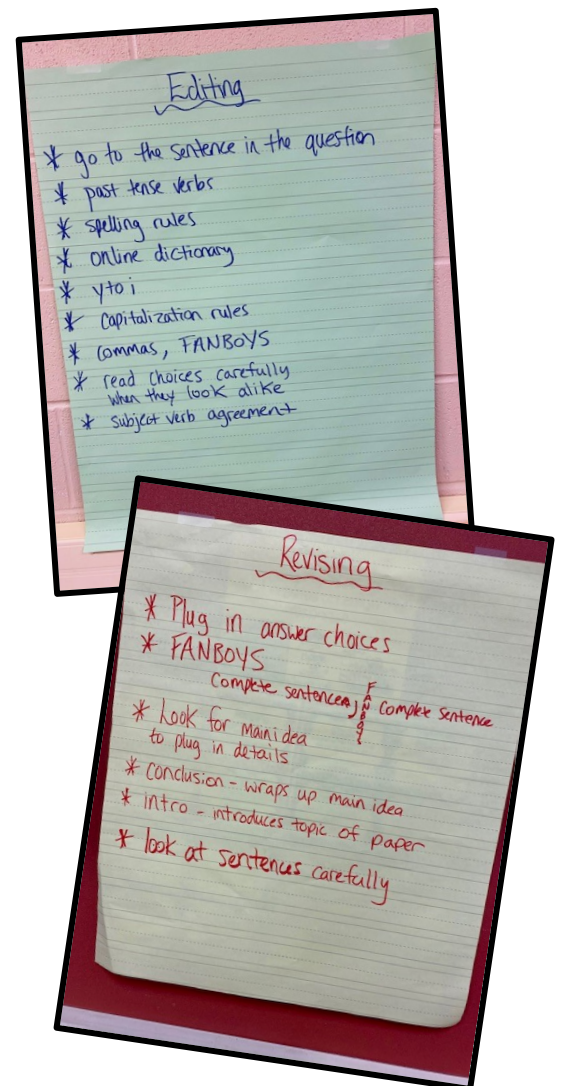 Editing
* go to the sentence in the question
* past tense verbs
* spelling rules
* online dictionary
* y to i
* Capitalization rules
* Commas, FANBOYS
* read choices carefully
when they look alike
* subject verb agreement
Revising
* Plug in answer choices
* FANBOYS
Complete sentence, FANBOYS Complete Sentence
* Look for main idea
to plug in details
* conclusion - wraps up main idea
* intro - introduces topic of paper
* look at sentences carefully